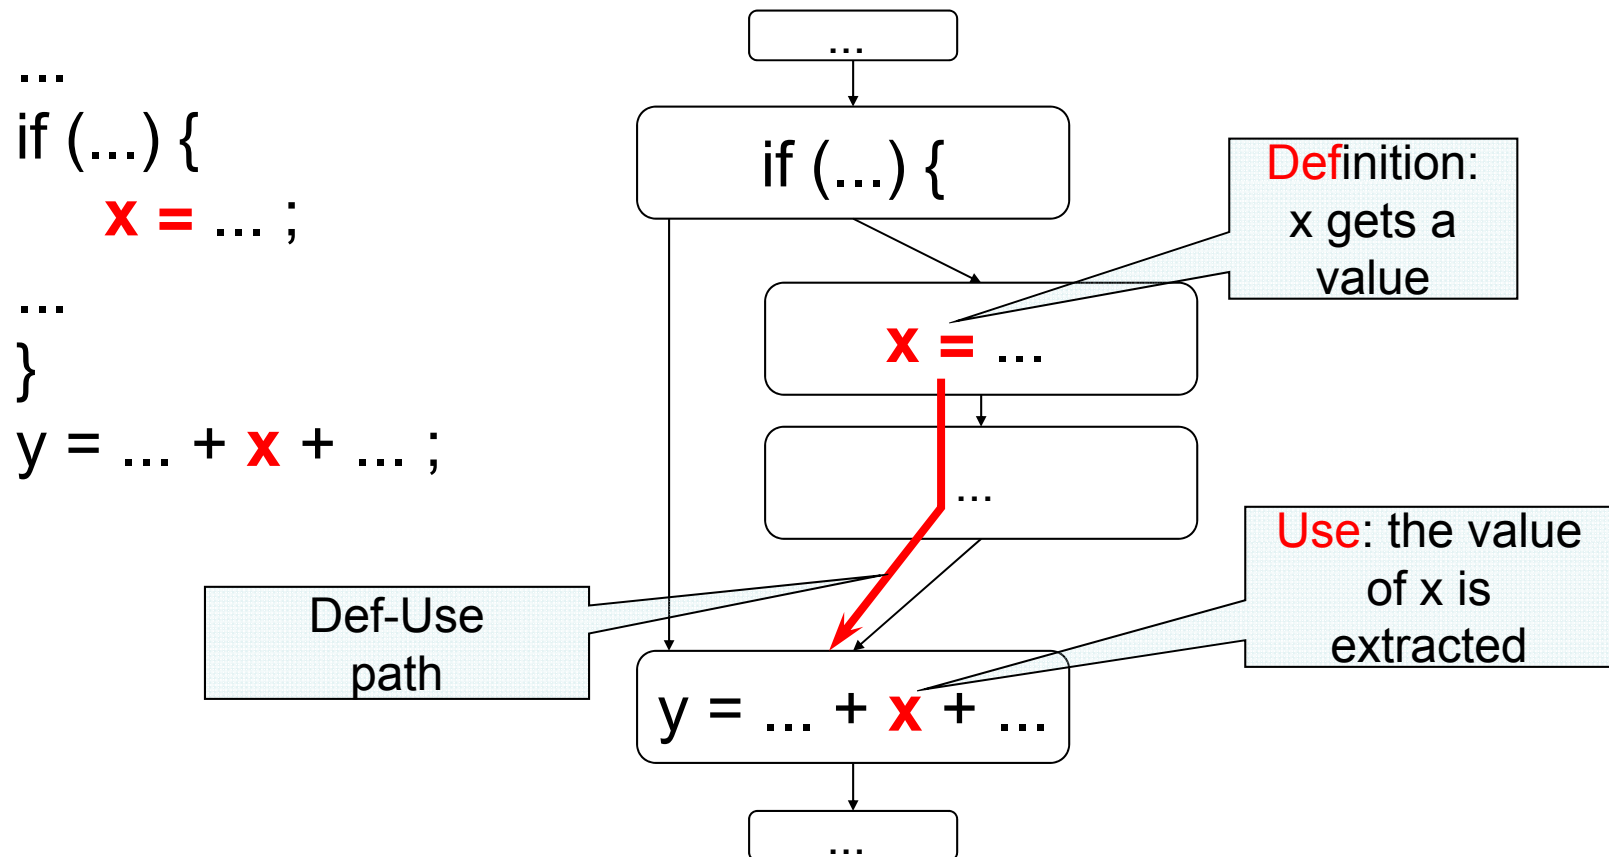 ...
if (...) {
x = ... ;
...
}
y = ... + x + ... ;
...
if (...) {
Definition:
x gets a
value
x = ...
...
Use: the value
of x is
extracted
Def-Use
path
y = ... + x + ...
...